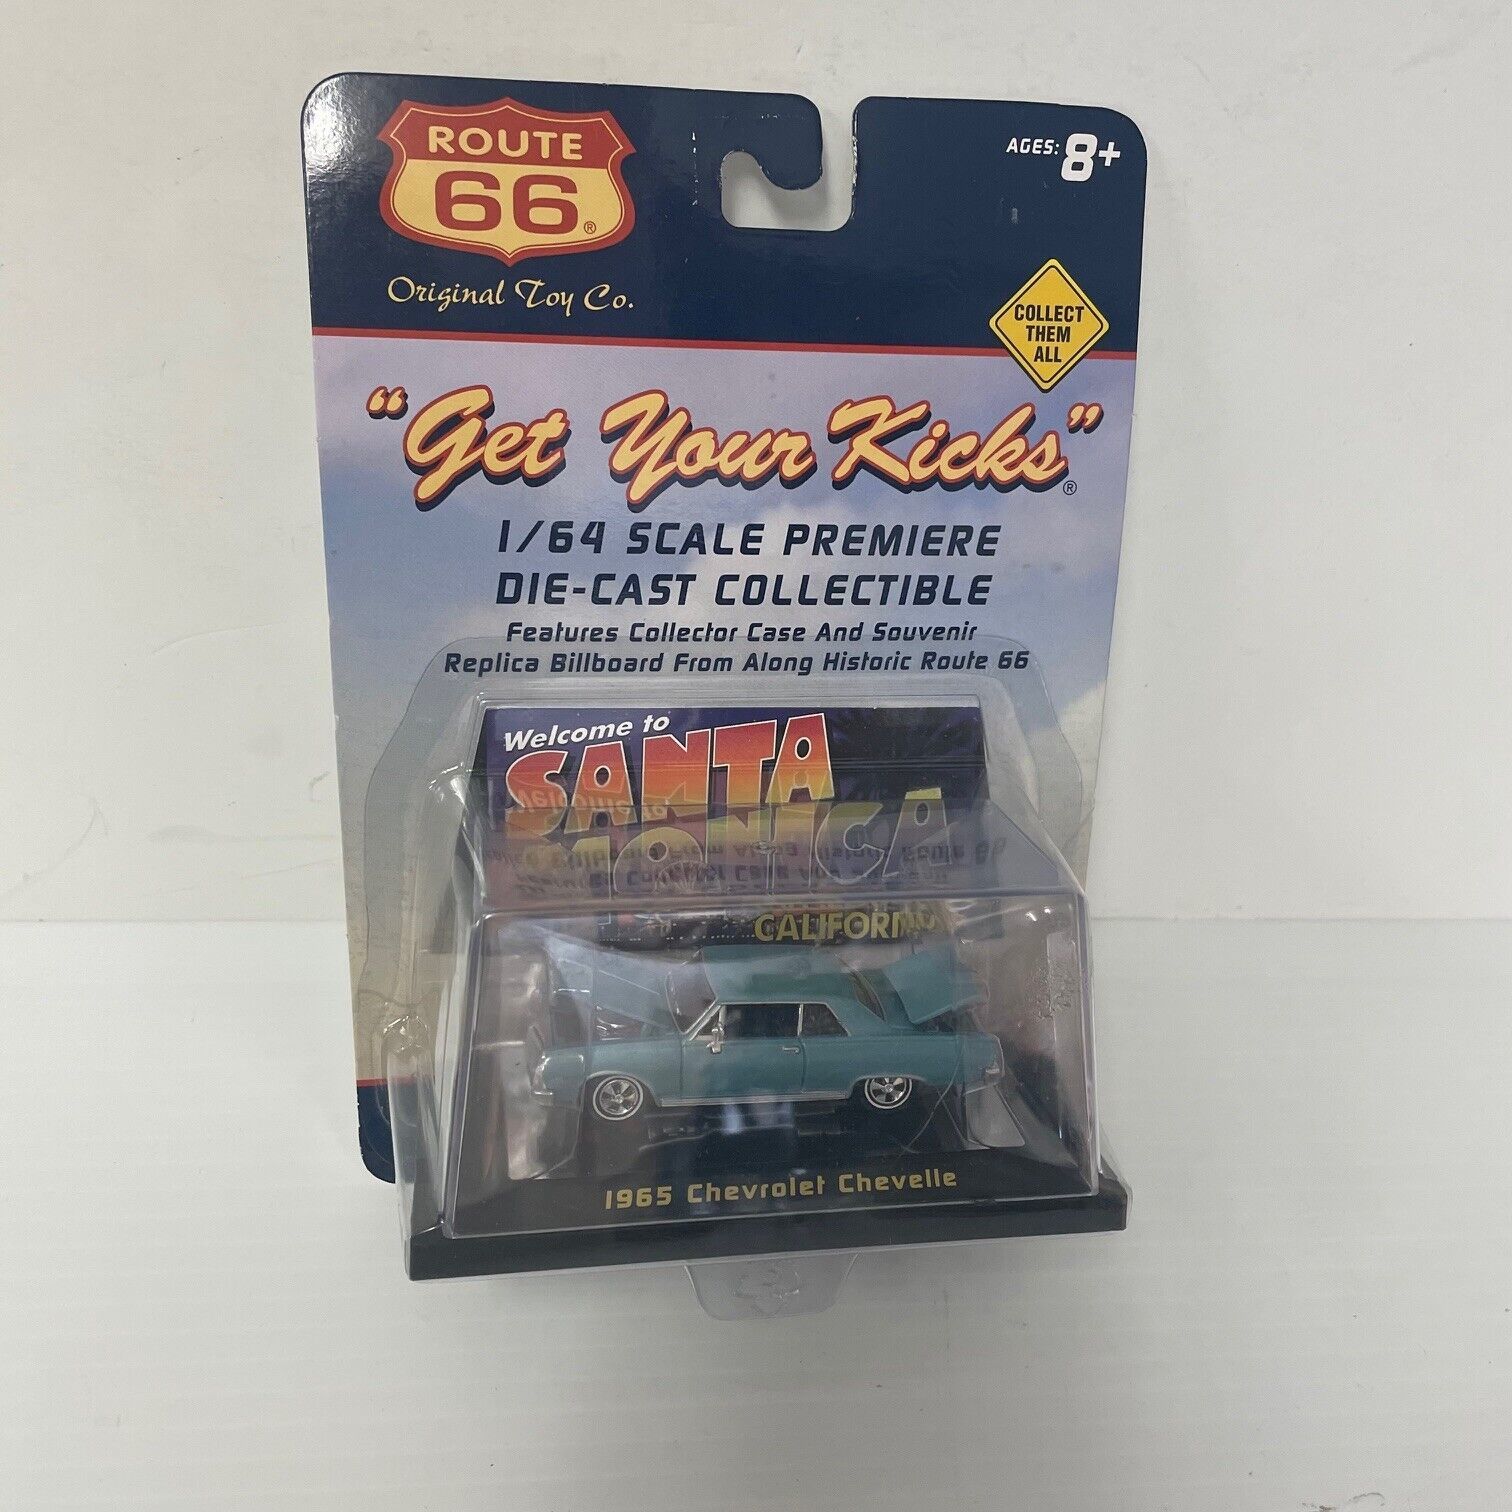 ROUTE
66®
Original Toy Co.
AGES: 8+
COLLECT
THEM
ALL
"Get Your Kicks"®
1/64 SCALE PREMIERE
DIE-CAST COLLECTIBLE
Features Collector Case And Souvenir
Replica Billboard From Along Historic Route 66
Welcome to
SANTA
MONICA
1965 Chevrolet Chevelle